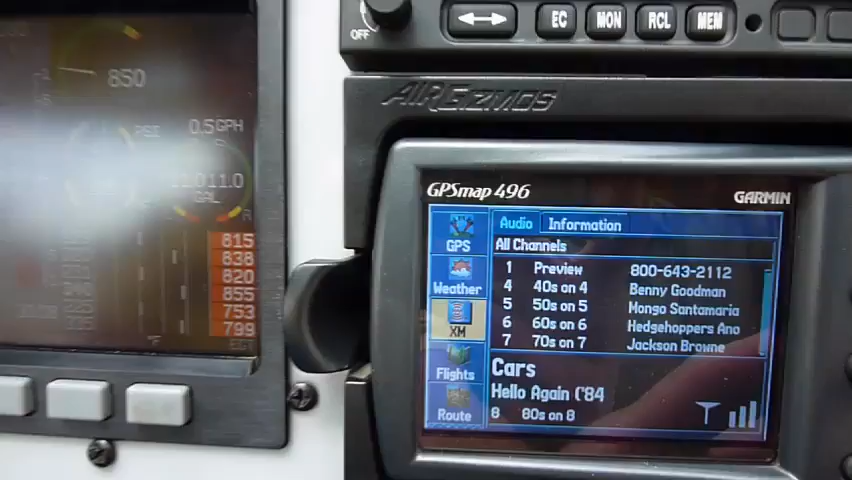 OFF
EC MON RCL MEM
AIRGIZMOS
850
PSI
0.5GPH
11.0
GAL
R
815
838
820
855
753
799
°F
EGT
GPSmap 496
GARMIN
GPS
Weather
XM
Flights
Route
Audio Information
All Channels
1 Preview 800-643-2112
4 40s on 4 Benny Goodman
5 50s on 5 Mongo Santamaria
6 60s on 6 Hedgehoppers Ano
7 70s on 7 Jackson Browne
Cars
Hello Again ('84
8 80s on 8